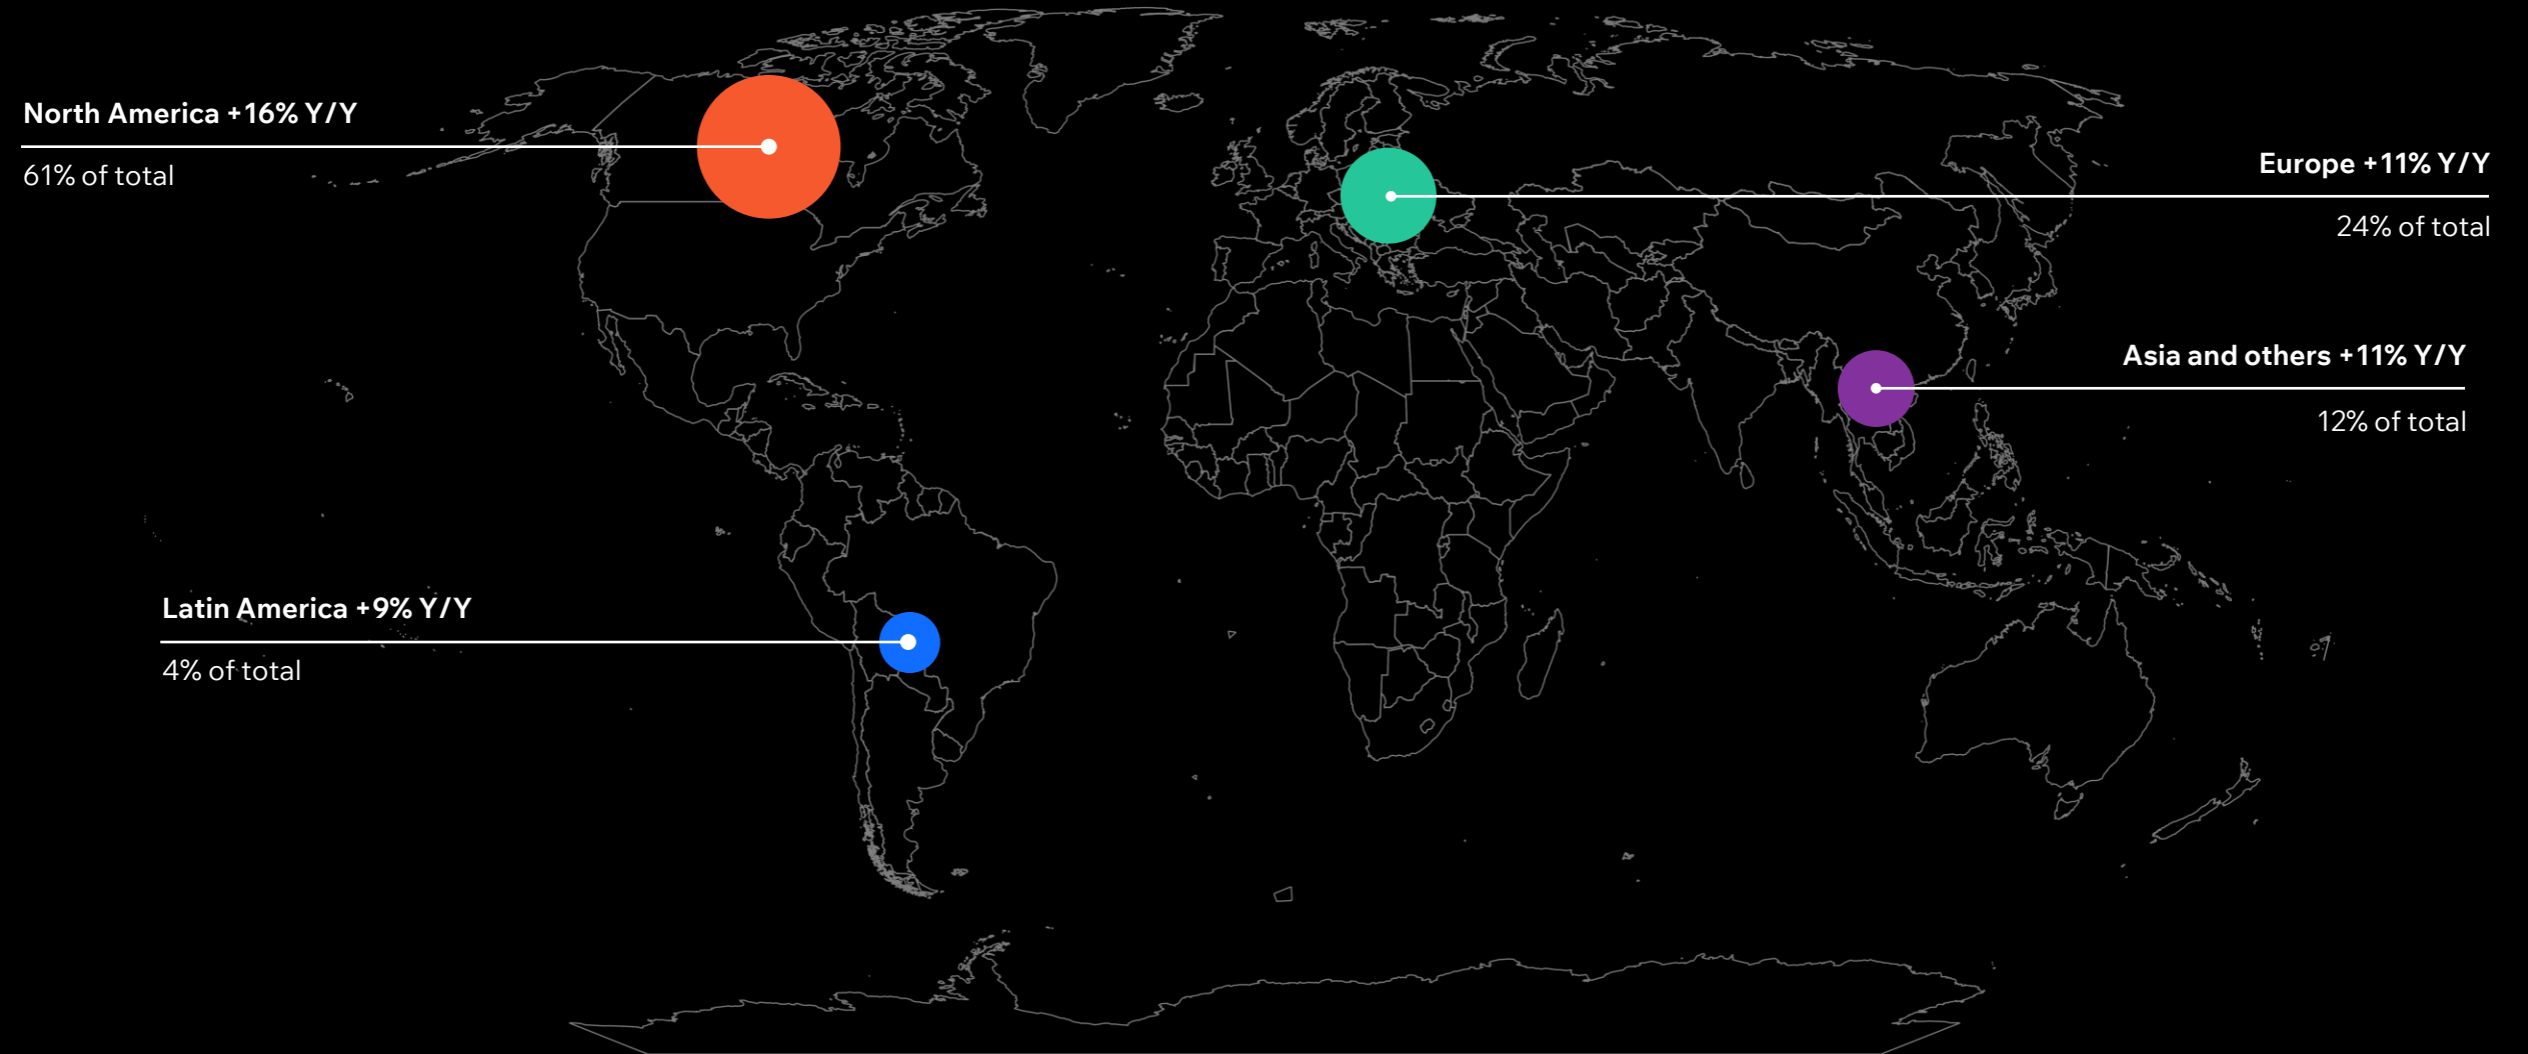 North America +16% Y/Y
61% of total
Europe +11% Y/Y
24% of total
Asia and others +11% Y/Y
12% of total
Latin America +9% Y/Y
4% of total